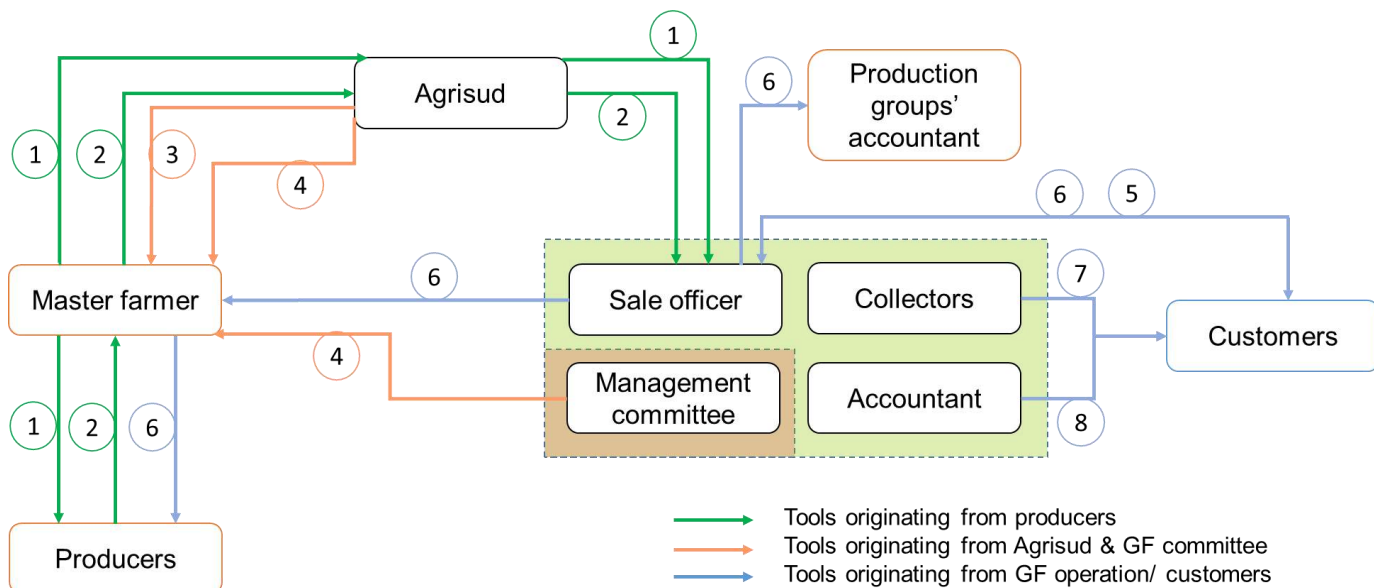 1
6
Production
groups'
accountant
Agrisud
2
1
2
3
4
6
5
Master farmer
6
Sale officer
Collectors
7
Customers
4
Management
committee
Accountant
8
1
2
6
Producers
Tools originating from producers
Tools originating from Agrisud & GF committee
Tools originating from GF operation/ customers